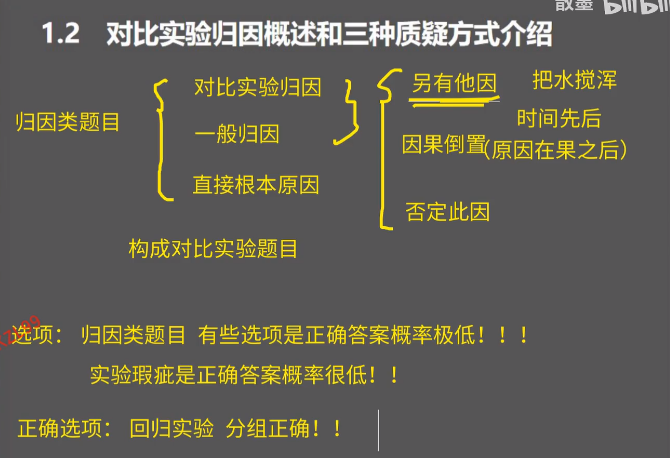 散墨
1.2 对比实验归因概述和三种质疑方式介绍
归因类题目
对比实验归因
一般归因
直接根本原因
另有他因
把水搅浑
因果倒置
时间先后
(原因在果之后)
否定此因
构成对比实验题目
选项： 归因类题目 有些选项是正确答案概率极低！！！
实验瑕疵是正确答案概率很低！！
正确选项： 回归实验 分组正确！！